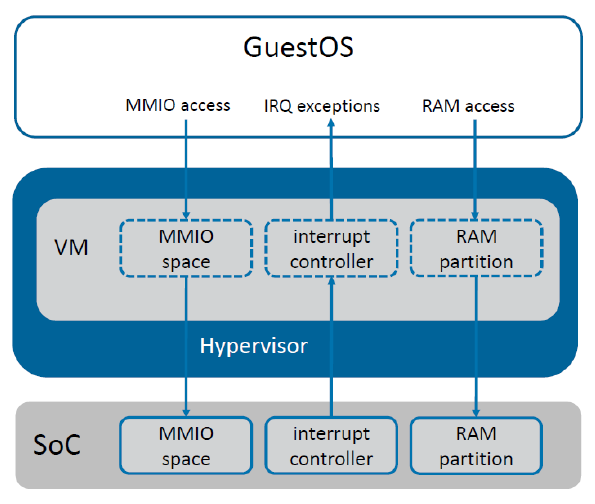 GuestOS
MMIO access IRQ exceptions RAM access
VM
MMIO space
interrupt controller
RAM partition
Hypervisor
SoC
MMIO space
interrupt controller
RAM partition